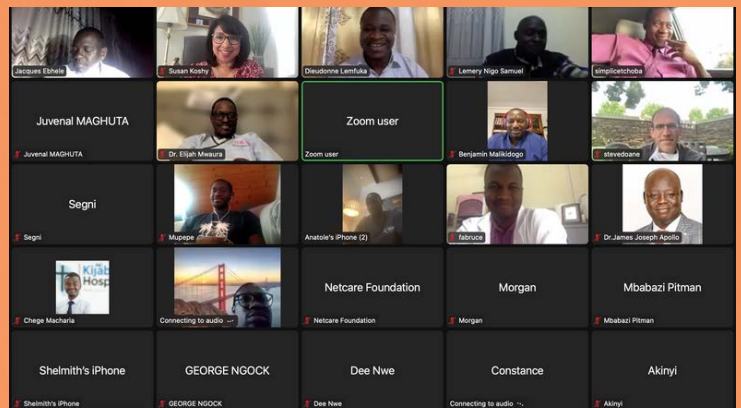 Jacques Ebhele
Susan Koshy
Dieudonne Lemfuka
Lemery Nigo Samuel
simplicetchoba
Juvenal MAGHUTA
Juvenal MAGHUTA
Dr. Elijah Mwaura
Zoom user
Zoom user
Benjamin Malikidogo
stevedoane
Segni
Segni
Mupepe
Anatole's iPhone (2)
fabruce
Dr.James Joseph Apollo
Kijab
Hosp
Chege Macharia
Connecting to audio
Netcare Foundation
Netcare Foundation
Morgan
Morgan
Mbabazi Pitman
Mbabazi Pitman
Shelmith's iPhone
Shelmith's iPhone
GEORGE NGOCK
GEORGE NGOCK
Dee Nwe
Dee Nwe
Constance
Connecting to audio
Akinyi
Akinyi